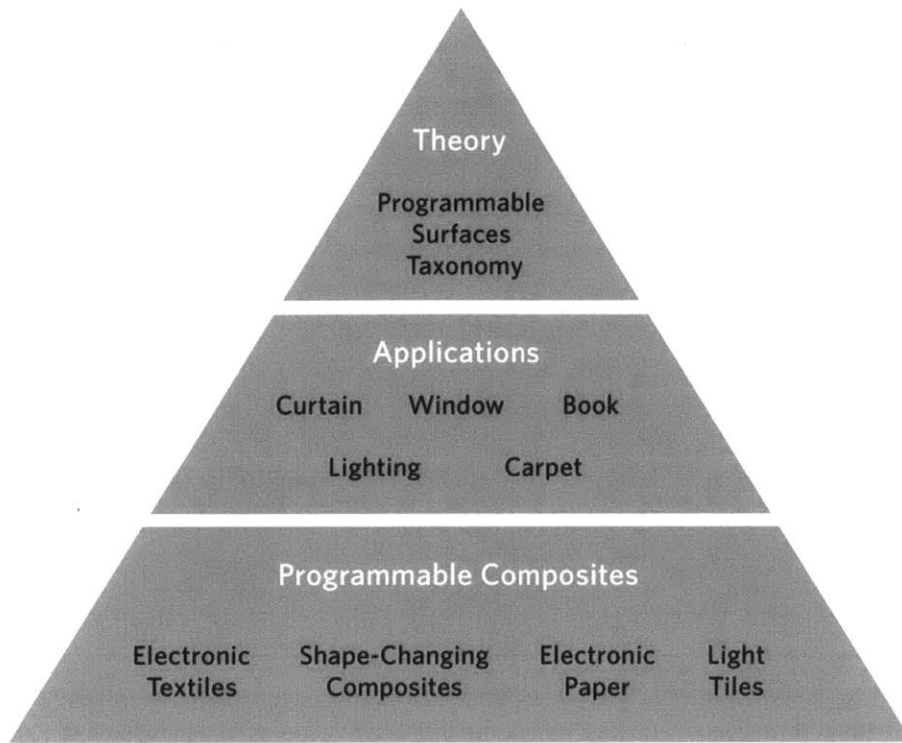 Theory
Programmable
Surfaces
Taxonomy
Applications
Curtain Window Book
Lighting Carpet
Programmable Composites
Electronic Shape-Changing Electronic Light
Textiles Composites Paper Tiles